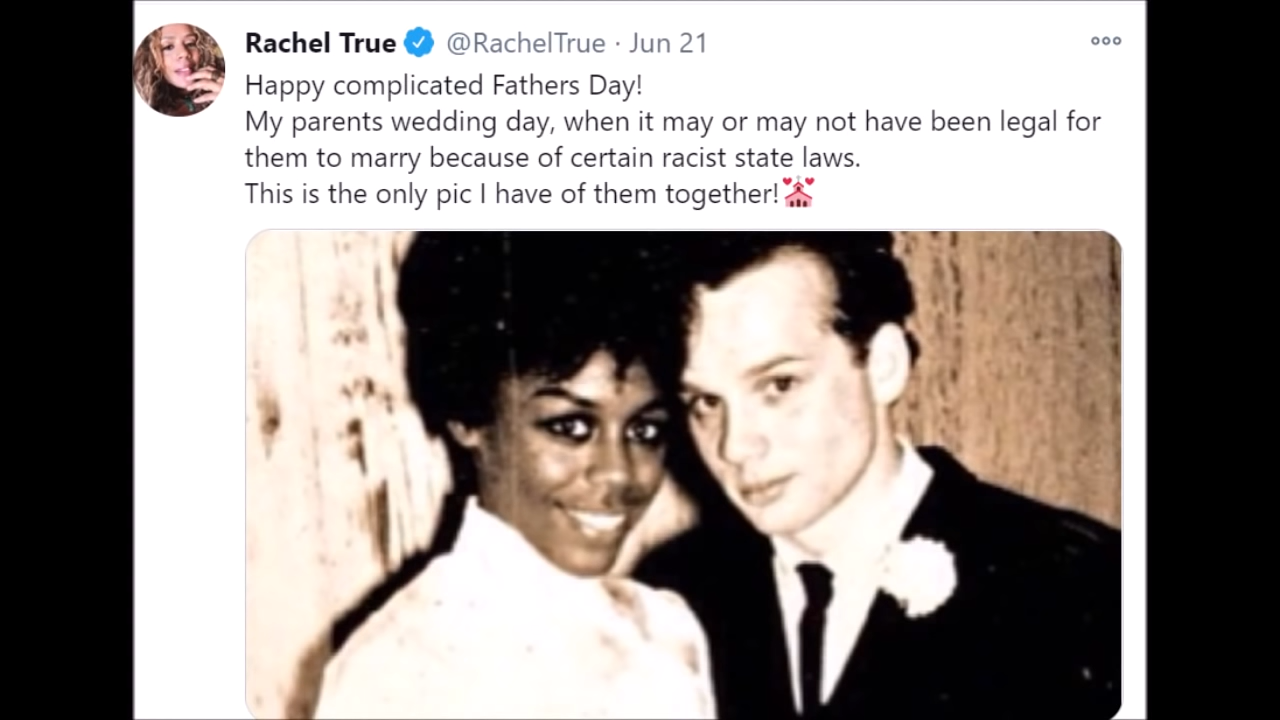 Rachel True @RachelTrue · Jun 21
Happy complicated Fathers Day!
My parents wedding day, when it may or may not have been legal for
them to marry because of certain racist state laws.
This is the only pic I have of them together!💒